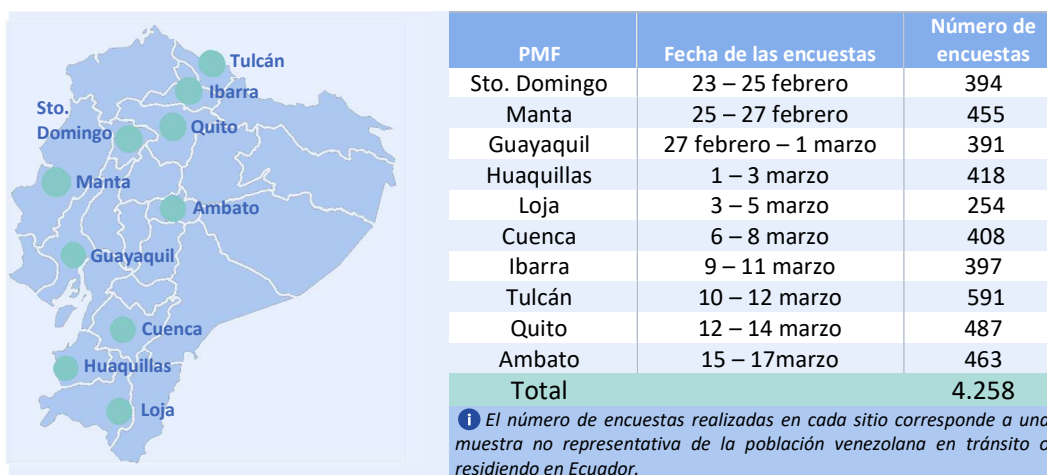 Tulcán
Ibarra
Sto.
Domingo
Quito
Manta
Ambato
Guayaquil
Cuenca
Huaquillas
Loja
PMF Fecha de las encuestas Número de encuestas
Sto. Domingo 23 – 25 febrero 394
Manta 25 – 27 febrero 455
Guayaquil 27 febrero – 1 marzo 391
Huaquillas 1 – 3 marzo 418
Loja 3 – 5 marzo 254
Cuenca 6 – 8 marzo 408
Ibarra 9 – 11 marzo 397
Tulcán 10 – 12 marzo 591
Quito 12 – 14 marzo 487
Ambato 15 – 17marzo 463
Total 4.258
i El número de encuestas realizadas en cada sitio corresponde a una
muestra no representativa de la población venezolana en tránsito o
residiendo en Ecuador.